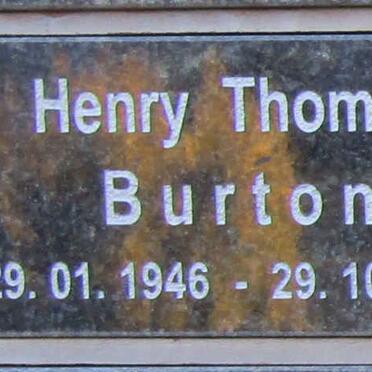 Henry Thom
Burton
29. 01. 1946 - 29. 10